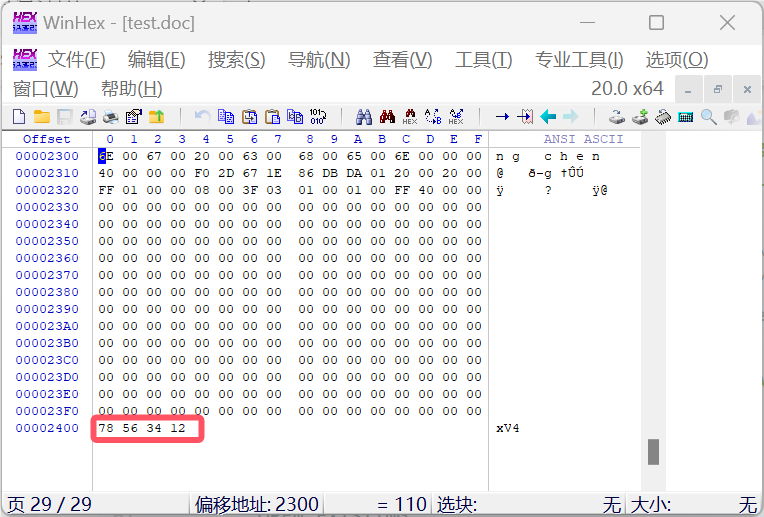 WinHex - [test.doc]
文件(F) 编辑(E) 搜索(S) 导航(N) 查看(V) 工具(T) 专业工具(I) 选项(O)
窗口(W) 帮助(H) 20.0 x64
Offset 0 1 2 3 4 5 6 7 8 9 A B C D E F ANSI ASCII
00002300 6E 00 67 00 20 00 63 00 68 00 65 00 6E 00 00 00 n g c h e n
00002310 40 00 00 00 F0 2D 67 1E 86 DB DA 01 20 00 20 00 @ ð-g †ÛÚ
00002320 FF 01 00 00 08 00 3F 03 01 00 01 00 FF 40 00 00 ÿ ? ÿ@
00002330 00 00 00 00 00 00 00 00 00 00 00 00 00 00 00 00
00002340 00 00 00 00 00 00 00 00 00 00 00 00 00 00 00 00
00002350 00 00 00 00 00 00 00 00 00 00 00 00 00 00 00 00
00002360 00 00 00 00 00 00 00 00 00 00 00 00 00 00 00 00
00002370 00 00 00 00 00 00 00 00 00 00 00 00 00 00 00 00
00002380 00 00 00 00 00 00 00 00 00 00 00 00 00 00 00 00
00002390 00 00 00 00 00 00 00 00 00 00 00 00 00 00 00 00
000023A0 00 00 00 00 00 00 00 00 00 00 00 00 00 00 00 00
000023B0 00 00 00 00 00 00 00 00 00 00 00 00 00 00 00 00
000023C0 00 00 00 00 00 00 00 00 00 00 00 00 00 00 00 00
000023D0 00 00 00 00 00 00 00 00 00 00 00 00 00 00 00 00
000023E0 00 00 00 00 00 00 00 00 00 00 00 00 00 00 00 00
000023F0 00 00 00 00 00 00 00 00 00 00 00 00 00 00 00 00
00002400 78 56 34 12 xV4
页 29 / 29 偏移地址: 2300 = 110 选块: 无 大小: 无